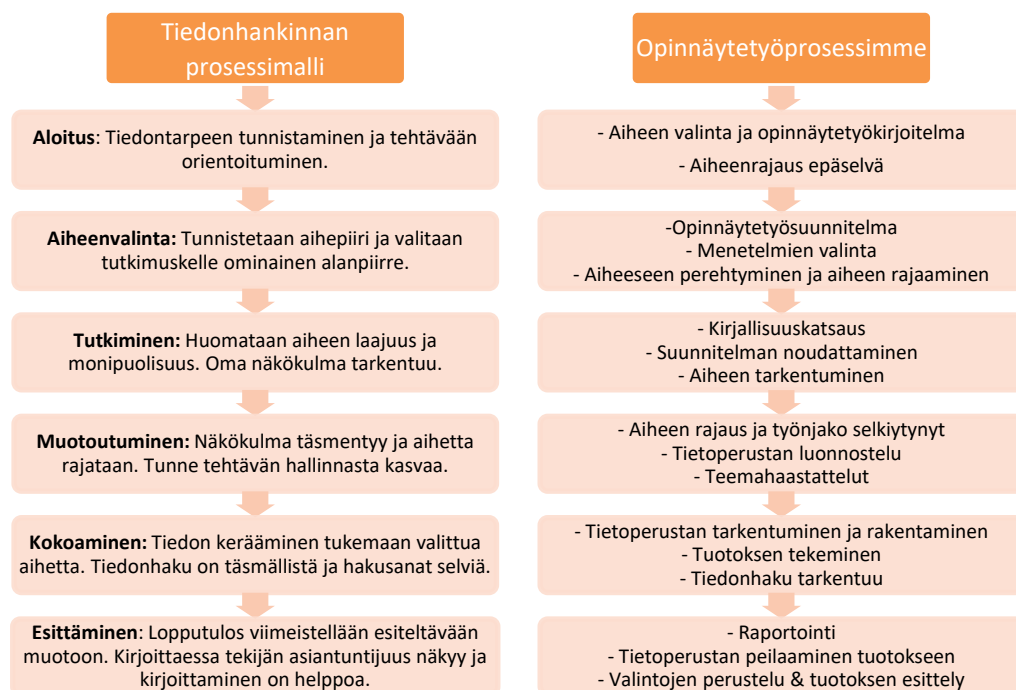 Tiedonhankinnan
prosessimalli
Aloitus: Tiedontarpeen tunnistaminen ja tehtävään
orientoituminen.
Aiheenvalinta: Tunnistetaan aihepiiri ja valitaan
tutkimuskelle ominainen alanpiirre.
Tutkiminen: Huomataan aiheen laajuus ja
monipuolisuus. Oma näkökulma tarkentuu.
Muotoutuminen: Näkökulma täsmentyy ja aihetta
rajataan. Tunne tehtävän hallinnasta kasvaa.
Kokoaminen: Tiedon kerääminen tukemaan valittua
aihetta. Tiedonhaku on täsmällistä ja hakusanat selviä.
Esittäminen: Lopputulos viimeistellään esiteltävään
muotoon. Kirjoittaessa tekijän asiantuntijuus näkyy ja
kirjoittaminen on helppoa.
Opinnäytetyöprosessimme
- Aiheen valinta ja opinnäytetyökirjoitelma
- Aiheenrajaus epäselvä
-Opinnäytetyösuunnitelma
- Menetelmien valinta
- Aiheeseen perehtyminen ja aiheen rajaaminen
- Kirjallisuuskatsaus
- Suunnitelman noudattaminen
- Aiheen tarkentuminen
- Aiheen rajaus ja työnjako selkiytynyt
- Tietoperustan luonnostelu
- Teemahaastattelut
- Tietoperustan tarkentuminen ja rakentaminen
- Tuotoksen tekeminen
- Tiedonhaku tarkentuu
- Raportointi
- Tietoperustan peilaaminen tuotokseen
- Valintojen perustelu & tuotoksen esittely